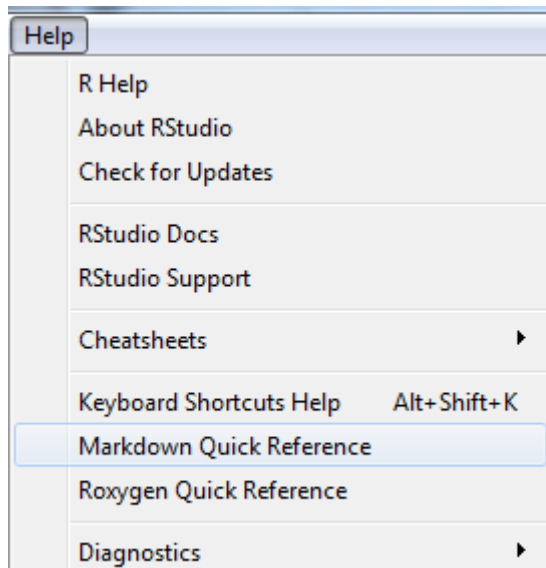 Help
R Help
About RStudio
Check for Updates
RStudio Docs
RStudio Support
Cheatsheets
Keyboard Shortcuts Help Alt+Shift+K
Markdown Quick Reference
Roxygen Quick Reference
Diagnostics